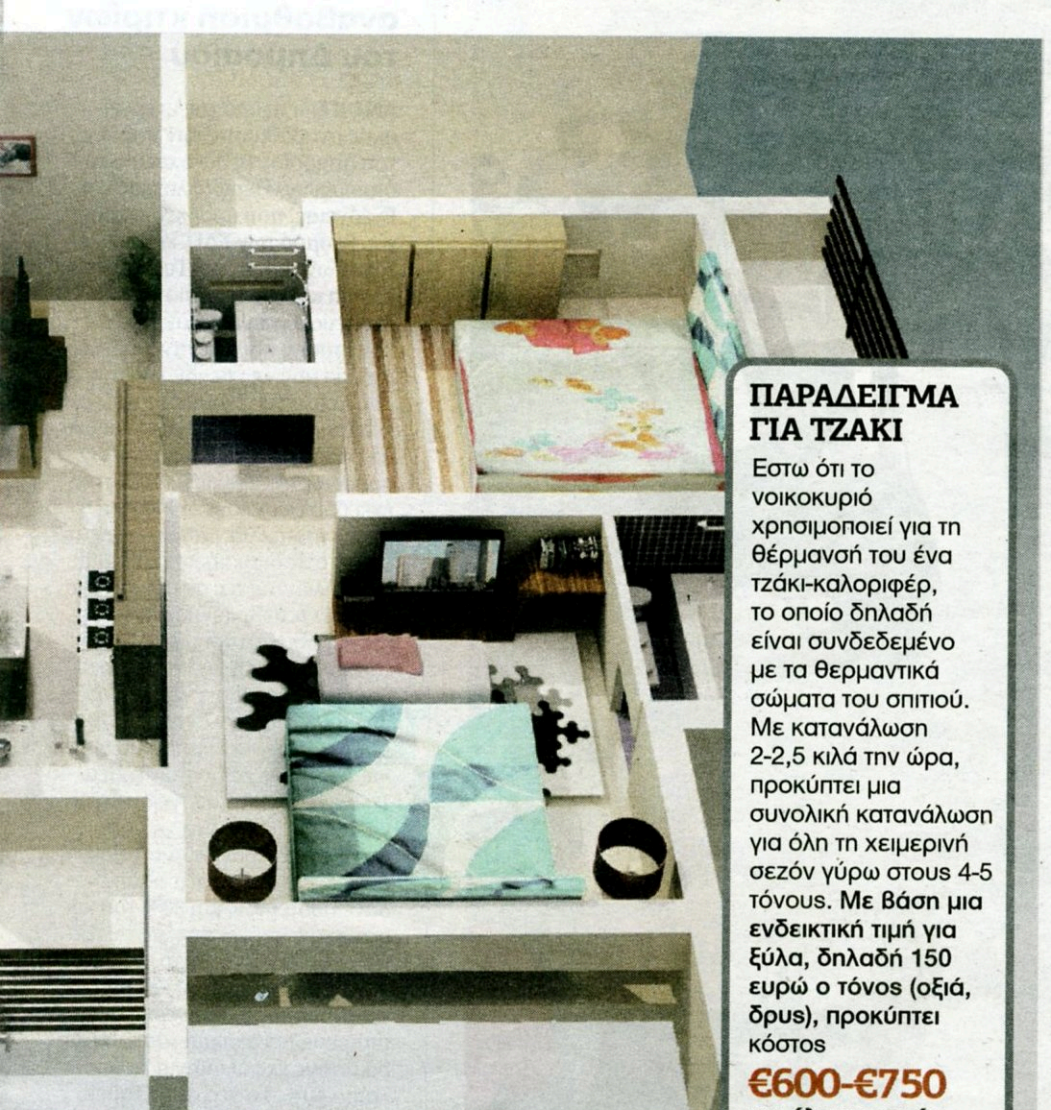 ΠΑΡΑΔΕΙΓΜΑ
ΓΙΑ ΤΖΑΚΙ
Εστω ότι το
νοικοκυριό
χρησιμοποιεί για τη
θέρμανσή του ένα
τζάκι-καλοριφέρ,
το οποίο δηλαδή
είναι συνδεδεμένο
με τα θερμαντικά
σώματα του σπιτιού.
Με κατανάλωση
2-2,5 κιλά την ώρα,
προκύπτει μια
συνολική κατανάλωση
για όλη τη χειμερινή
σεζόν γύρω στους 4-5
τόνους. Με βάση μια
ενδεικτική τιμή για
ξύλα, δηλαδή 150
ευρώ ο τόνος (οξιά,
δρυς), προκύπτει
κόστος
€600-€750